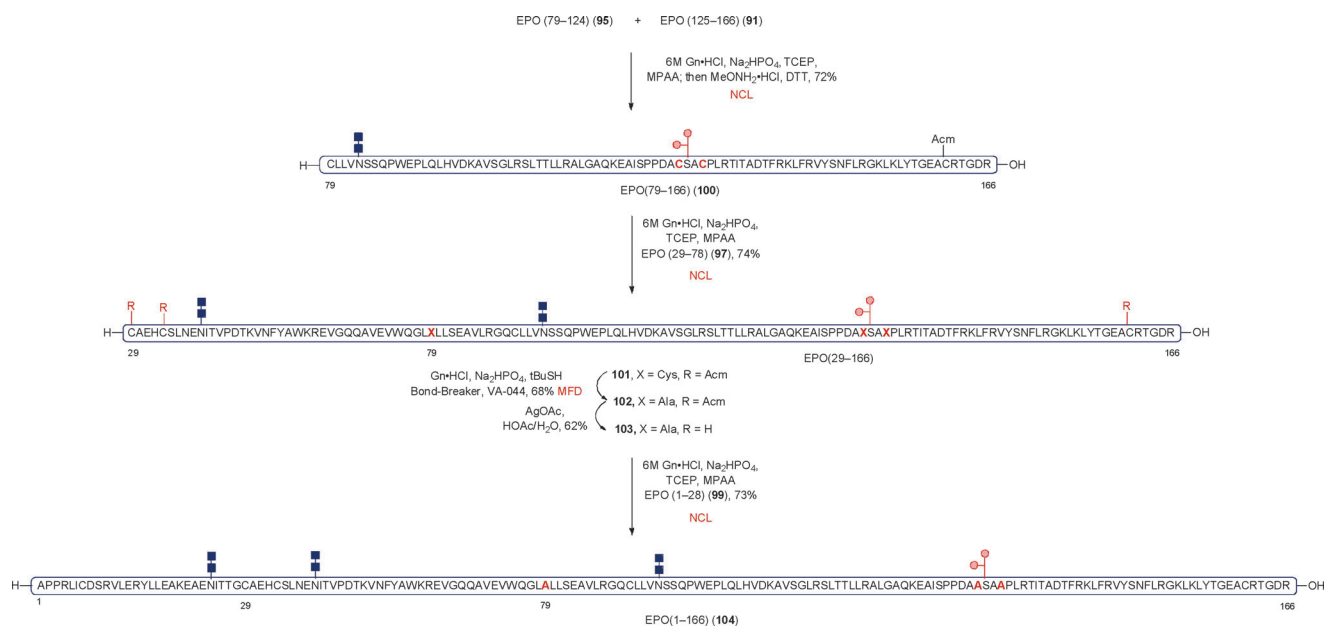 EPO (79–124) (95) + EPO (125–166) (91)
6M Gn•HCl, Na2HPO4, TCEP,
MPAA; then MeONH2•HCl, DTT, 72%
NCL
Acm
H–CLLVNSSQPWEPLQLHVDKAVSGLRSLTTLLRALGAQKEAISPPDACSACPLRTITADTFRKLFRVYSNFLRGKLKLYTGEACRTGDR–OH
79 166
EPO(79–166) (100)
6M Gn•HCl, Na2HPO4,
TCEP, MPAA
EPO (29–78) (97), 74%
NCL
R R R
H–CAEHCSLNENITVPDTKVNFYAWKREVGQQAVEVWQGLXLLSEAVLRGQCLLVNSSQPWEPLQLHVDKAVSGLRSLTTLLRALGAQKEAISPPDAXSAXPLRTITADTFRKLFRVYSNFLRGKLKLYTGEACRTGDR–OH
29 79 166
EPO(29–166)
Gn•HCl, Na2HPO4, tBuSH
Bond-Breaker, VA-044, 68% MFD
101, X = Cys, R = Acm
102, X = Ala, R = Acm
AgOAc,
HOAc/H2O, 62%
103, X = Ala, R = H
6M Gn•HCl, Na2HPO4,
TCEP, MPAA
EPO (1–28) (99), 73%
NCL
H–APPRLICDSRVLERYLLEAKEAENITTGCAEHCSLNENITVPDTKVNFYAWKREVGQQAVEVWQGLALLSEAVLRGQCLLVNSSQPWEPLQLHVDKAVSGLRSLTTLLRALGAQKEAISPPDAASAAPLRTITADTFRKLFRVYSNFLRGKLKLYTGEACRTGDR–OH
1 29 79 166
EPO(1–166) (104)